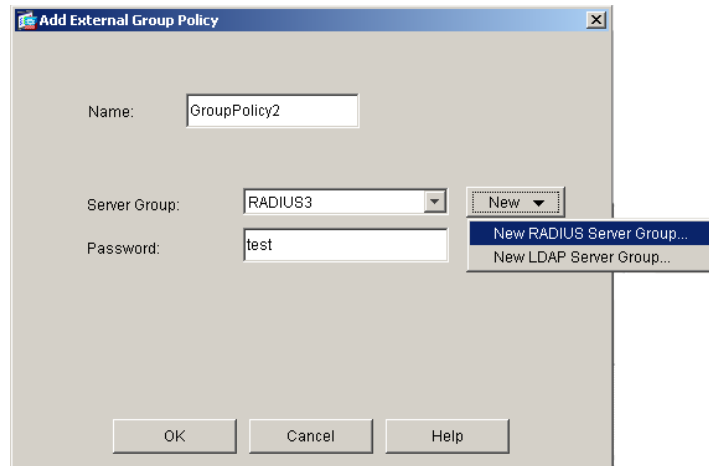 Add External Group Policy
Name: GroupPolicy2
Server Group: RADIUS3 New
New RADIUS Server Group...
Password: test
New LDAP Server Group...
OK Cancel Help